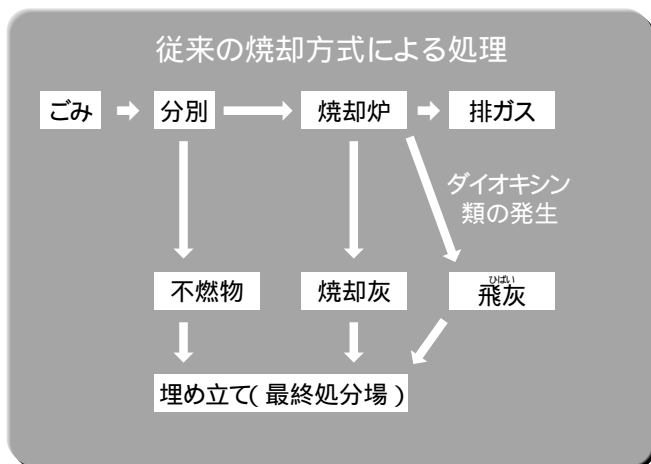 従来の焼却方式による処理
ごみ
分別
焼却炉
排ガス
ダイオキシン
類の発生
不燃物
焼却灰
ひばい
飛灰
埋め立て(最終処分場)